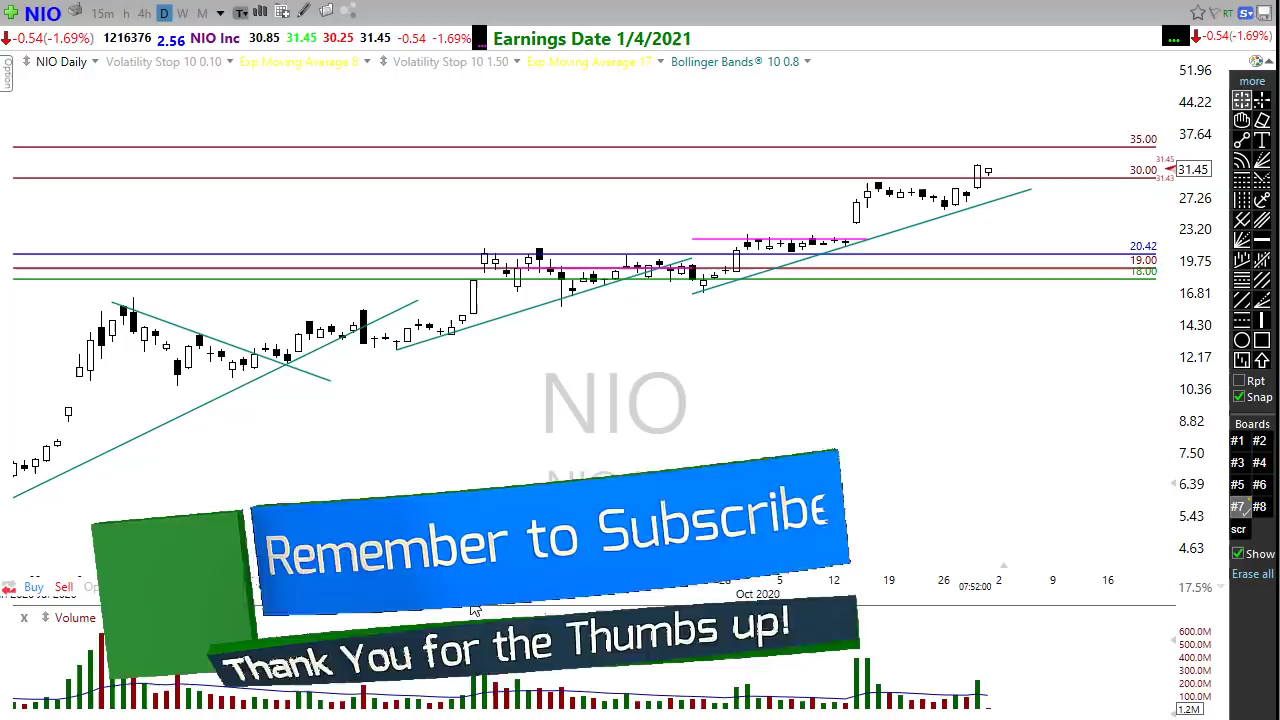 NIO 15m h 4h D W M T RT S
-0.54(-1.69%) 1216376 2.56 NIO Inc 30.85 31.45 30.25 31.45 -0.54 -1.69% ... Earnings Date 1/4/2021 ... -0.54(-1.69%)
Option
NIO Daily Volatility Stop 10 0.10 Exp Moving Average 8 Volatility Stop 10 1.50 Exp Moving Average 17 Bollinger Bands® 10 0.8
51.96
more
44.22
35.00
37.64
31.45
30.00
31.45
31.43
27.26
23.20
20.42
19.00
19.75
18.00
16.81
14.30
12.17
10.36
Rpt
Snap
NIO
8.82
Boards
#1 #2
7.50
#3 #4
6.39
#5 #6
#7 #8
5.43
scr
4.63
Show
Erase all
Remember to Subscribe
Buy Sell
5 12 19 26 2 9 16
07:52:00
17.5%
Oct 2020
x Volume
Thank You for the Thumbs up!
600.0M
500.0M
400.0M
300.0M
200.0M
100.0M
1.2M